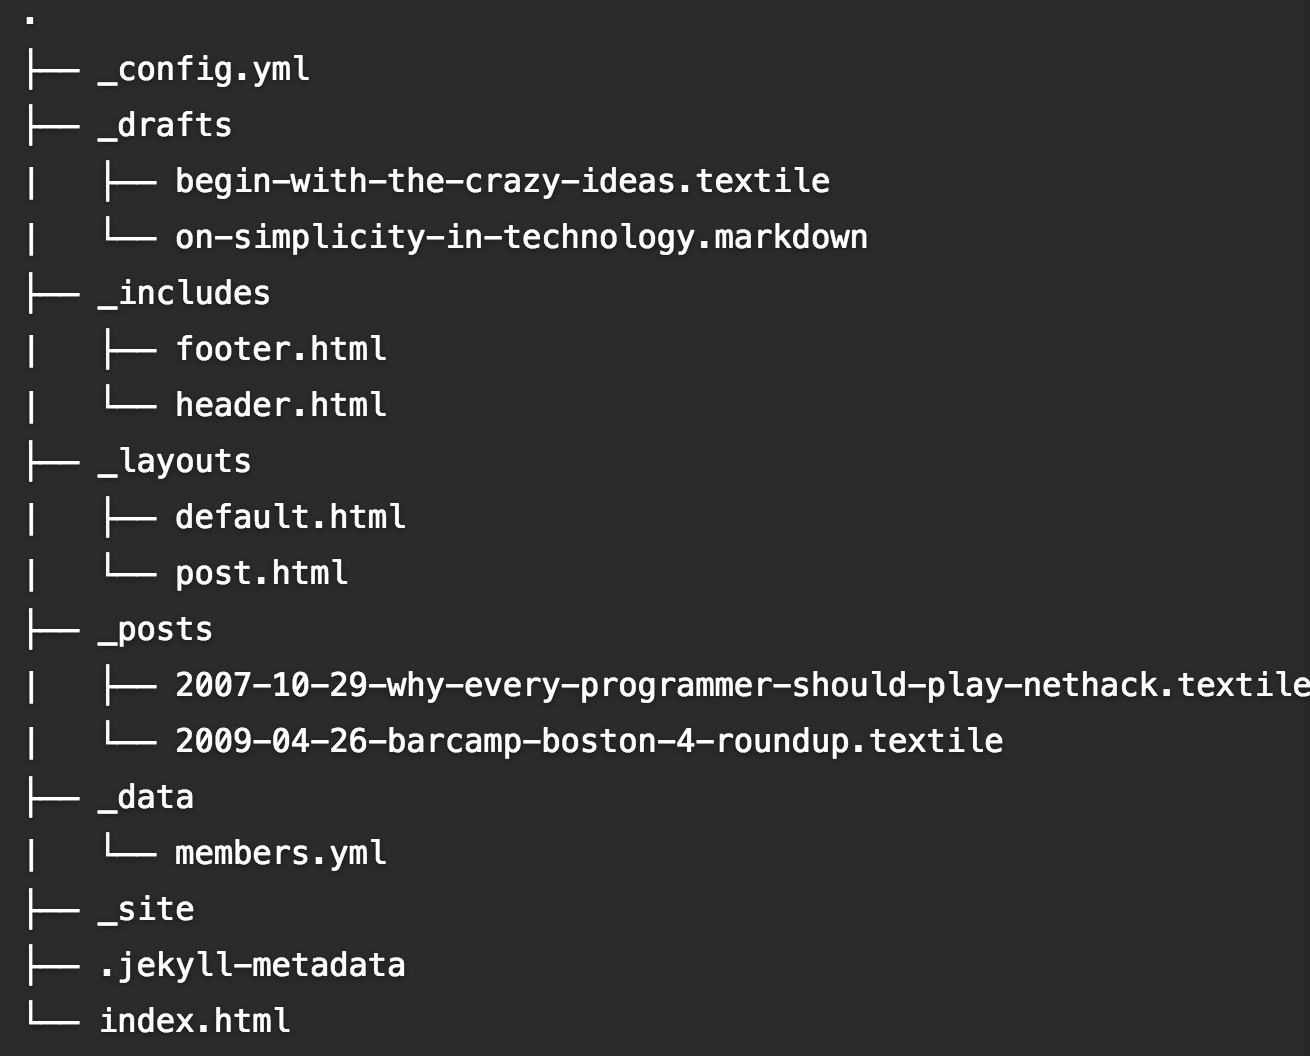 .
├── _config.yml
├── _drafts
|   ├── begin-with-the-crazy-ideas.textile
|   └── on-simplicity-in-technology.markdown
├── _includes
|   ├── footer.html
|   └── header.html
├── _layouts
|   ├── default.html
|   └── post.html
├── _posts
|   ├── 2007-10-29-why-every-programmer-should-play-nethack.textile
|   └── 2009-04-26-barcamp-boston-4-roundup.textile
├── _data
|   └── members.yml
├── _site
├── .jekyll-metadata
└── index.html